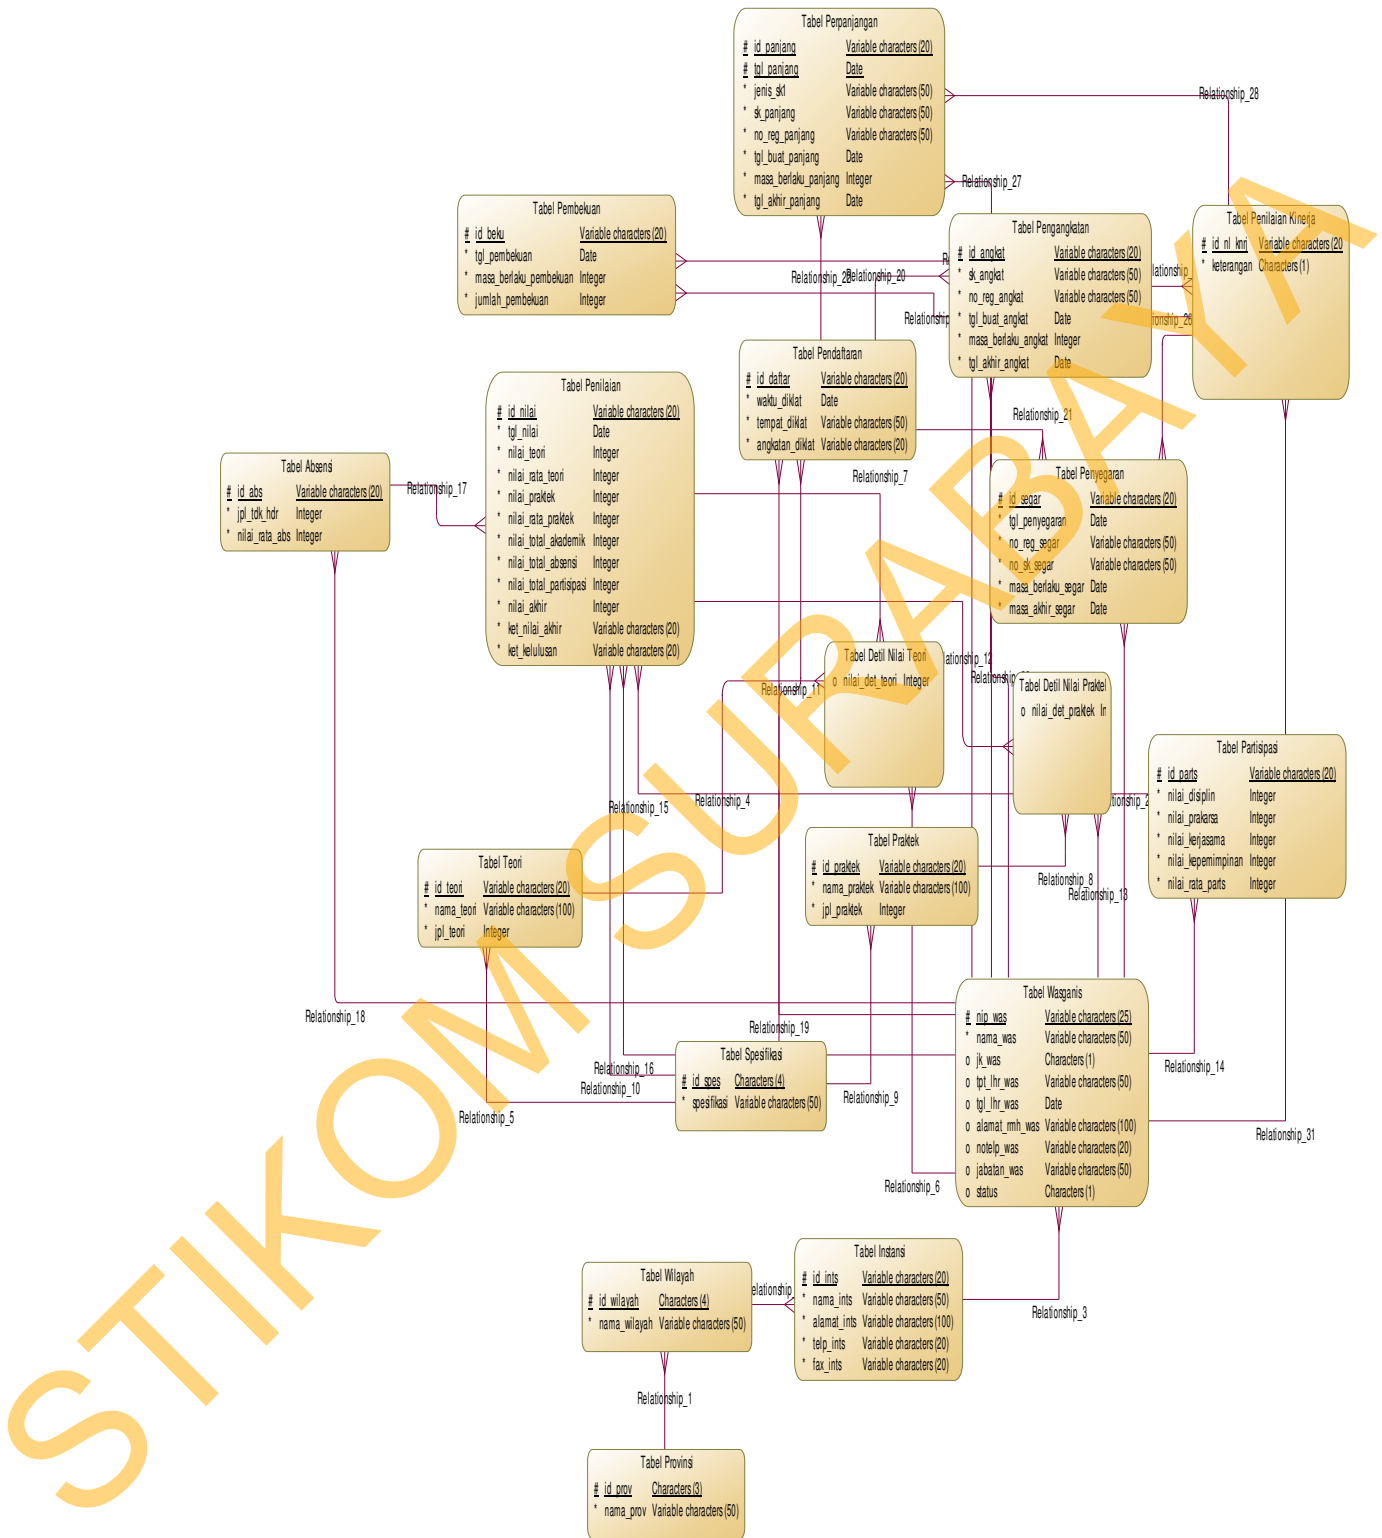 Tabel Perpanjangan
# id_panjang Variable characters (20)
# tgl_panjang Date
* jenis_sk1 Variable characters (50)
* sk_panjang Variable characters (50)
* no_reg_panjang Variable characters (50)
* tgl_buat_panjang Date
* masa_berlaku_panjang Integer
* tgl_akhir_panjang Date
Relationship_28
Relationship_27
Tabel Pembekuan
# id_beku Variable characters (20)
* tgl_pembekuan Date
* masa_berlaku_pembekuan Integer
* jumlah_pembekuan Integer
Relationship_20
Relationship
Tabel Pengangkatan
# id_angkat Variable characters (20)
* sk_angkat Variable characters (50)
* no_reg_angkat Variable characters (50)
* tgl_buat_angkat Date
* masa_berlaku_angkat Integer
* tgl_akhir_angkat Date
Tabel Penilaian Kinerja
# id_nl_knrj Variable characters (20
* keterangan Characters (1)
elationship_
Tabel Pendaftaran
# id_daftar Variable characters (20)
* waktu_diklat Date
* tempat_diklat Variable characters (50)
* angkatan_diklat Variable characters (20)
Relationship_21
Relationship_7
Tabel Penilaian
# id_nilai Variable characters (20)
* tgl_nilai Date
* nilai_teori Integer
* nilai_rata_teori Integer
* nilai_praktek Integer
* nilai_rata_praktek Integer
* nilai_total_akademik Integer
* nilai_total_absensi Integer
* nilai_total_partisipasi Integer
* nilai_akhir Integer
* ket_nilai_akhir Variable characters (20)
* ket_kelulusan Variable characters (20)
Tabel Absensi
# id_abs Variable characters (20)
* jpl_tdk_hdr Integer
* nilai_rata_abs Integer
Relationship_17
Tabel Penyegaran
# id_segar Variable characters (20)
* tgl_penyegaran Date
* no_reg_segar Variable characters (50)
* no_sk_segar Variable characters (50)
* masa_berlaku_segar Date
* masa_akhir_segar Date
Tabel Detil Nilai Teori
o nilai_det_teori Integer
elationship_12
Relationship_11
Tabel Detil Nilai Praktel
o nilai_det_praktek In
Tabel Partisipasi
# id_parts Variable characters (20)
* nilai_disiplin Integer
* nilai_prakarsa Integer
* nilai_kerjasama Integer
* nilai_kepemimpinan Integer
* nilai_rata_parts Integer
Relationship_15
Relationship_4
Tabel Praktek
# id_praktek Variable characters (20)
* nama_praktek Variable characters (100)
* jpl_praktek Integer
Relationship_8
Relationship_13
Tabel Teori
# id_teori Variable characters (20)
* nama_teori Variable characters (100)
* jpl_teori Integer
Tabel Wasganis
# nip_was Variable characters (25)
* nama_was Variable characters (50)
o jk_was Characters (1)
o tpt_lhr_was Variable characters (50)
o tgl_lhr_was Date
o alamat_rmh_was Variable characters (100)
o notelp_was Variable characters (20)
o jabatan_was Variable characters (50)
o status Characters (1)
Relationship_18
Relationship_19
Relationship_16
Relationship_10
Relationship_5
Tabel Spesifikasi
# id_spes Characters (4)
* spesifikasi Variable characters (50)
Relationship_9
Relationship_14
Relationship_31
Relationship_6
Tabel Instansi
# id_ints Variable characters (20)
* nama_ints Variable characters (50)
* alamat_ints Variable characters (100)
* telp_ints Variable characters (20)
* fax_ints Variable characters (20)
Relationship_3
Tabel Wilayah
# id_wilayah Characters (4)
* nama_wilayah Variable characters (50)
elationship
Relationship_1
Tabel Provinsi
# id_prov Characters (3)
* nama_prov Variable characters (50)
STIKOM SURABAYA